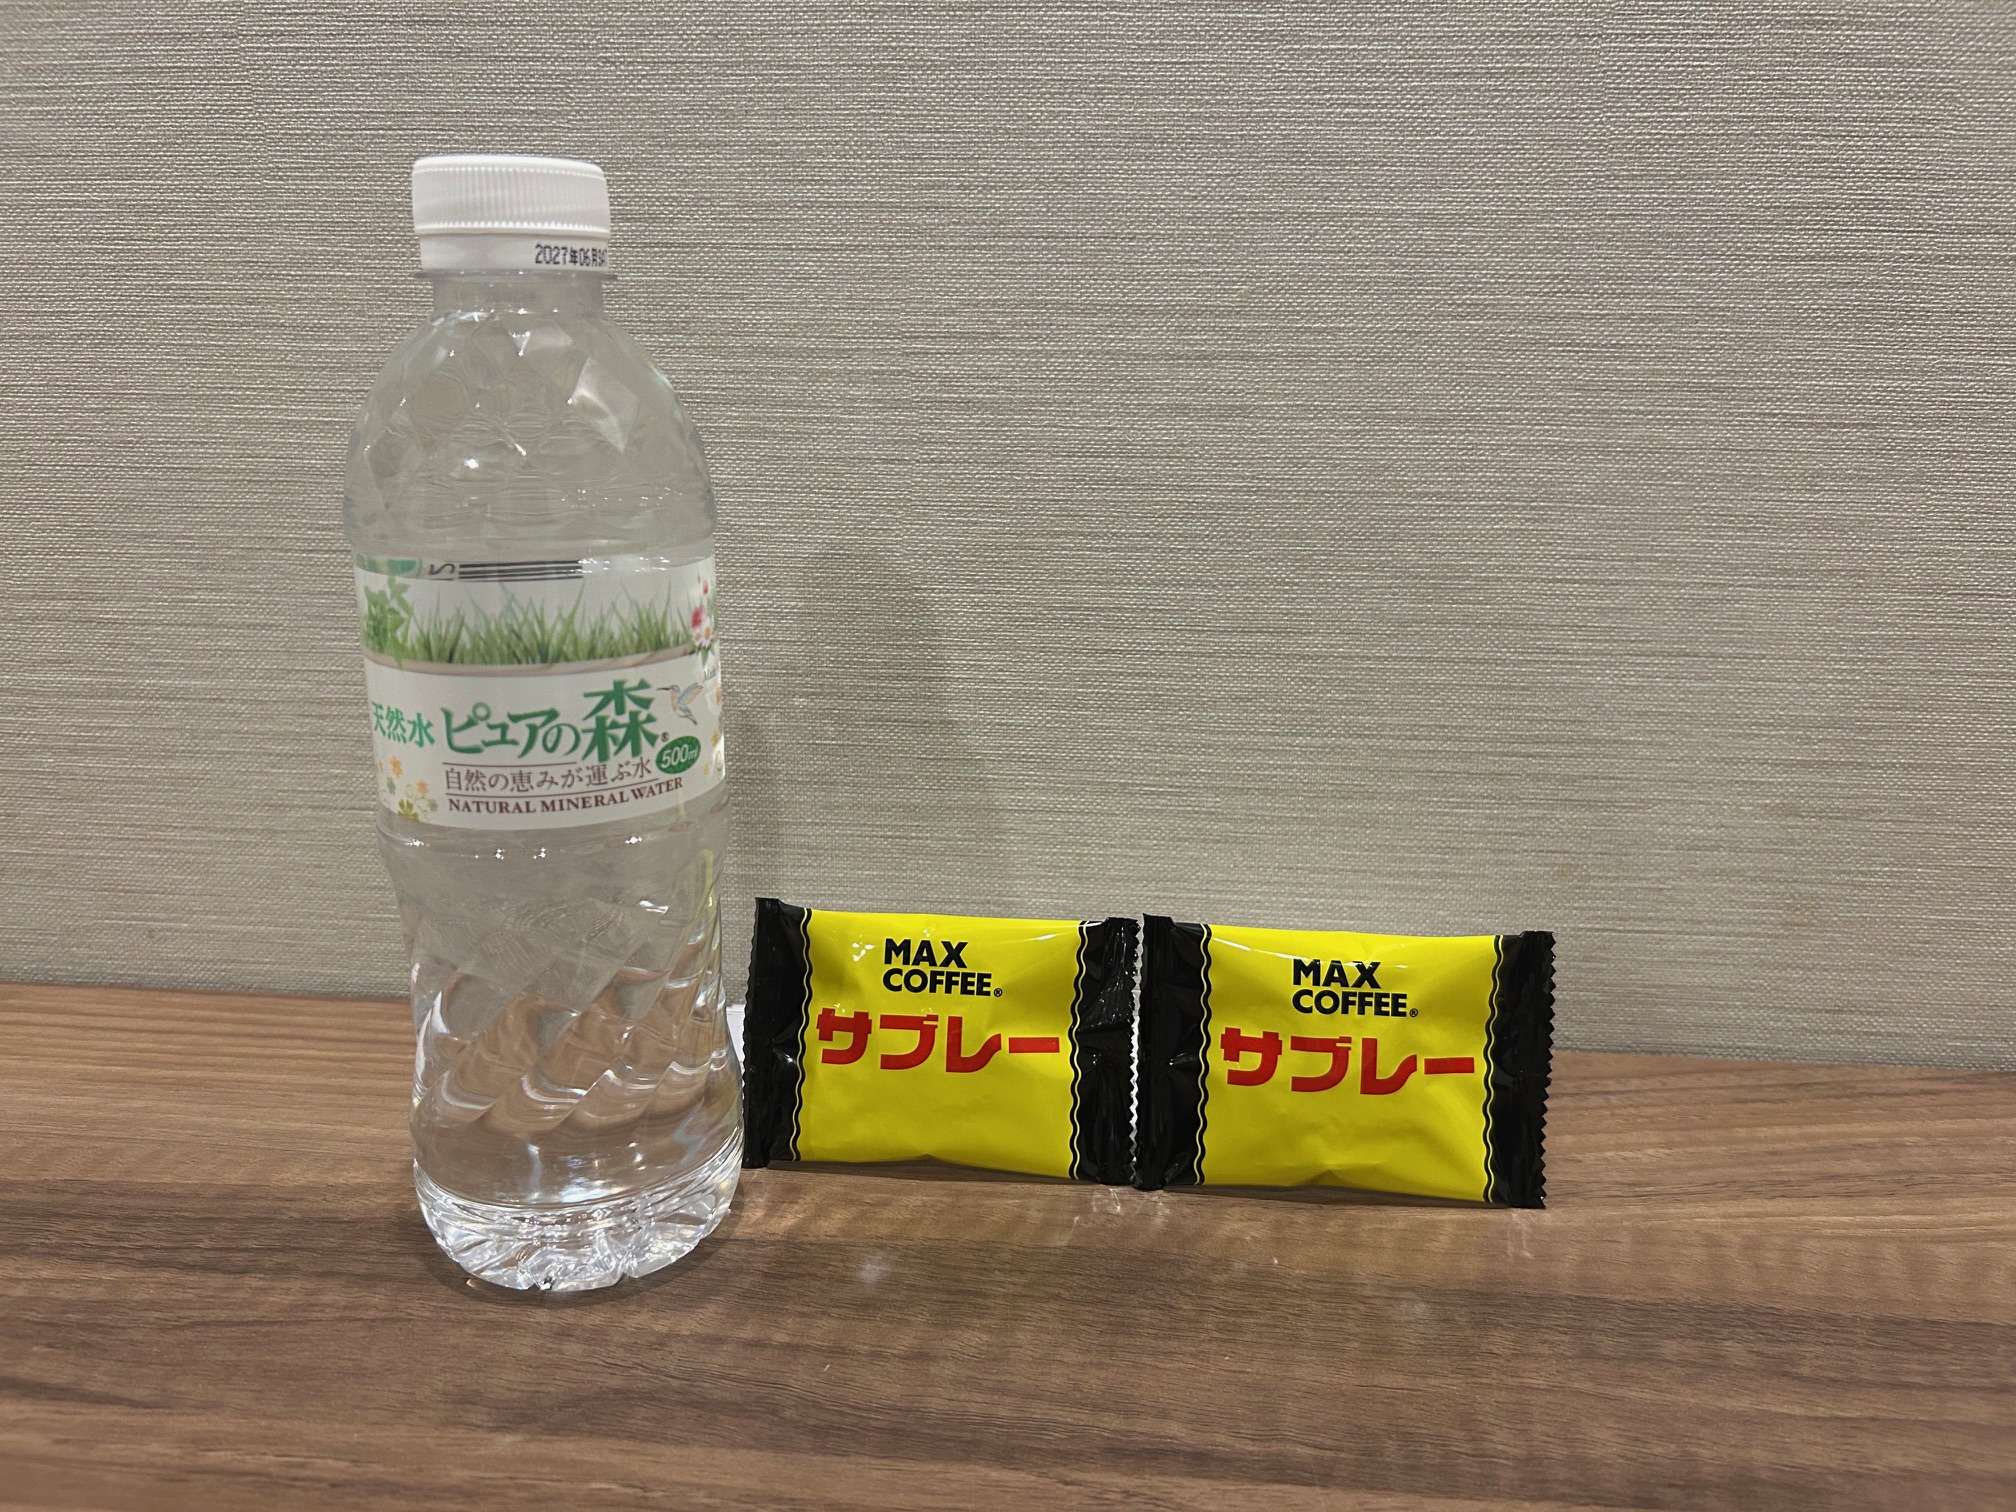 2027年06月
天然水 ピュアの森®
500ml
自然の恵みが運ぶ水
NATURAL MINERAL WATER
MAX
COFFEE®
サブレー
MAX
COFFEE®
サブレー